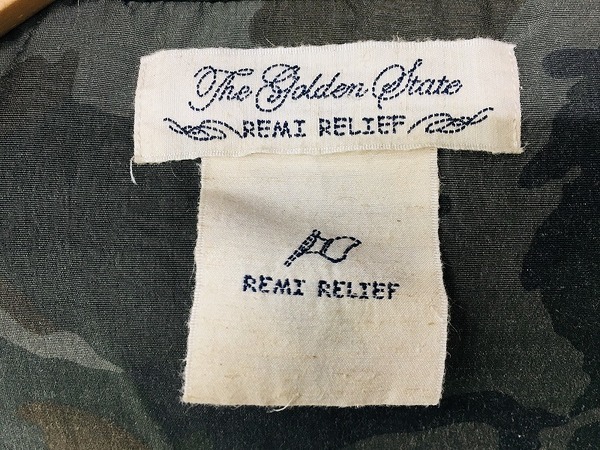 The Golden State
REMI RELIEF
REMI RELIEF